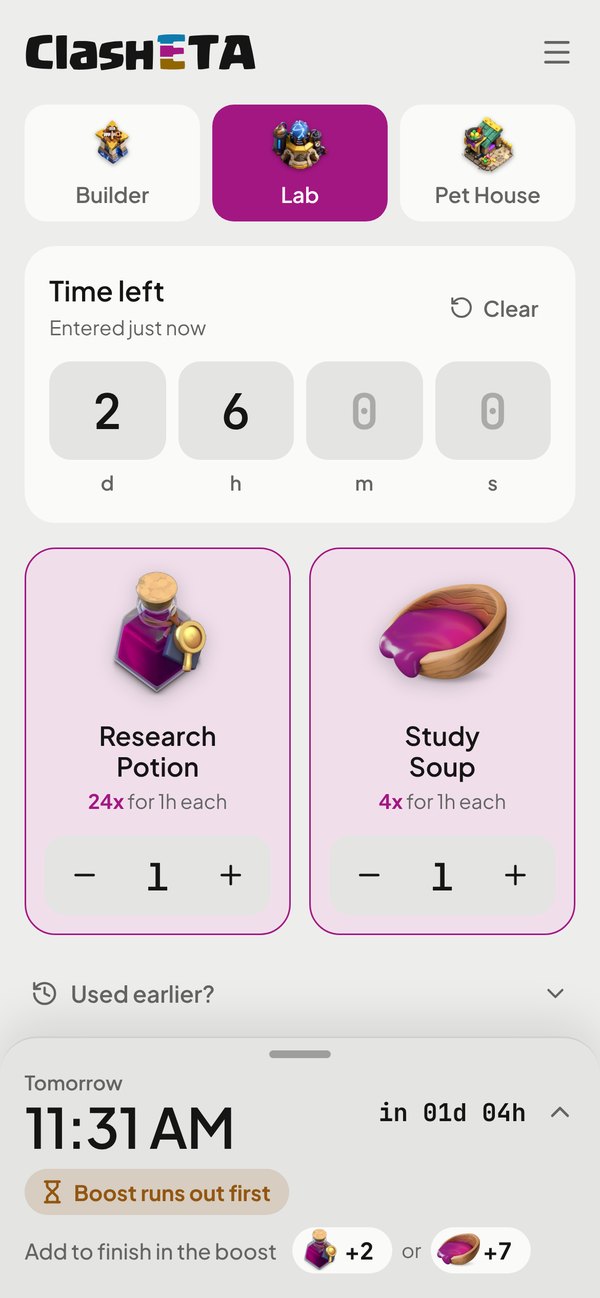 ClashETA
Builder
Lab
Pet House
Time left
Entered just now
Clear
2
6
0
0
d
h
m
s
Research
Potion
24x for 1h each
− 1 +
Study
Soup
4x for 1h each
− 1 +
Used earlier?
Tomorrow
11:31 AM
in 01d 04h
Boost runs out first
Add to finish in the boost +2 or +7